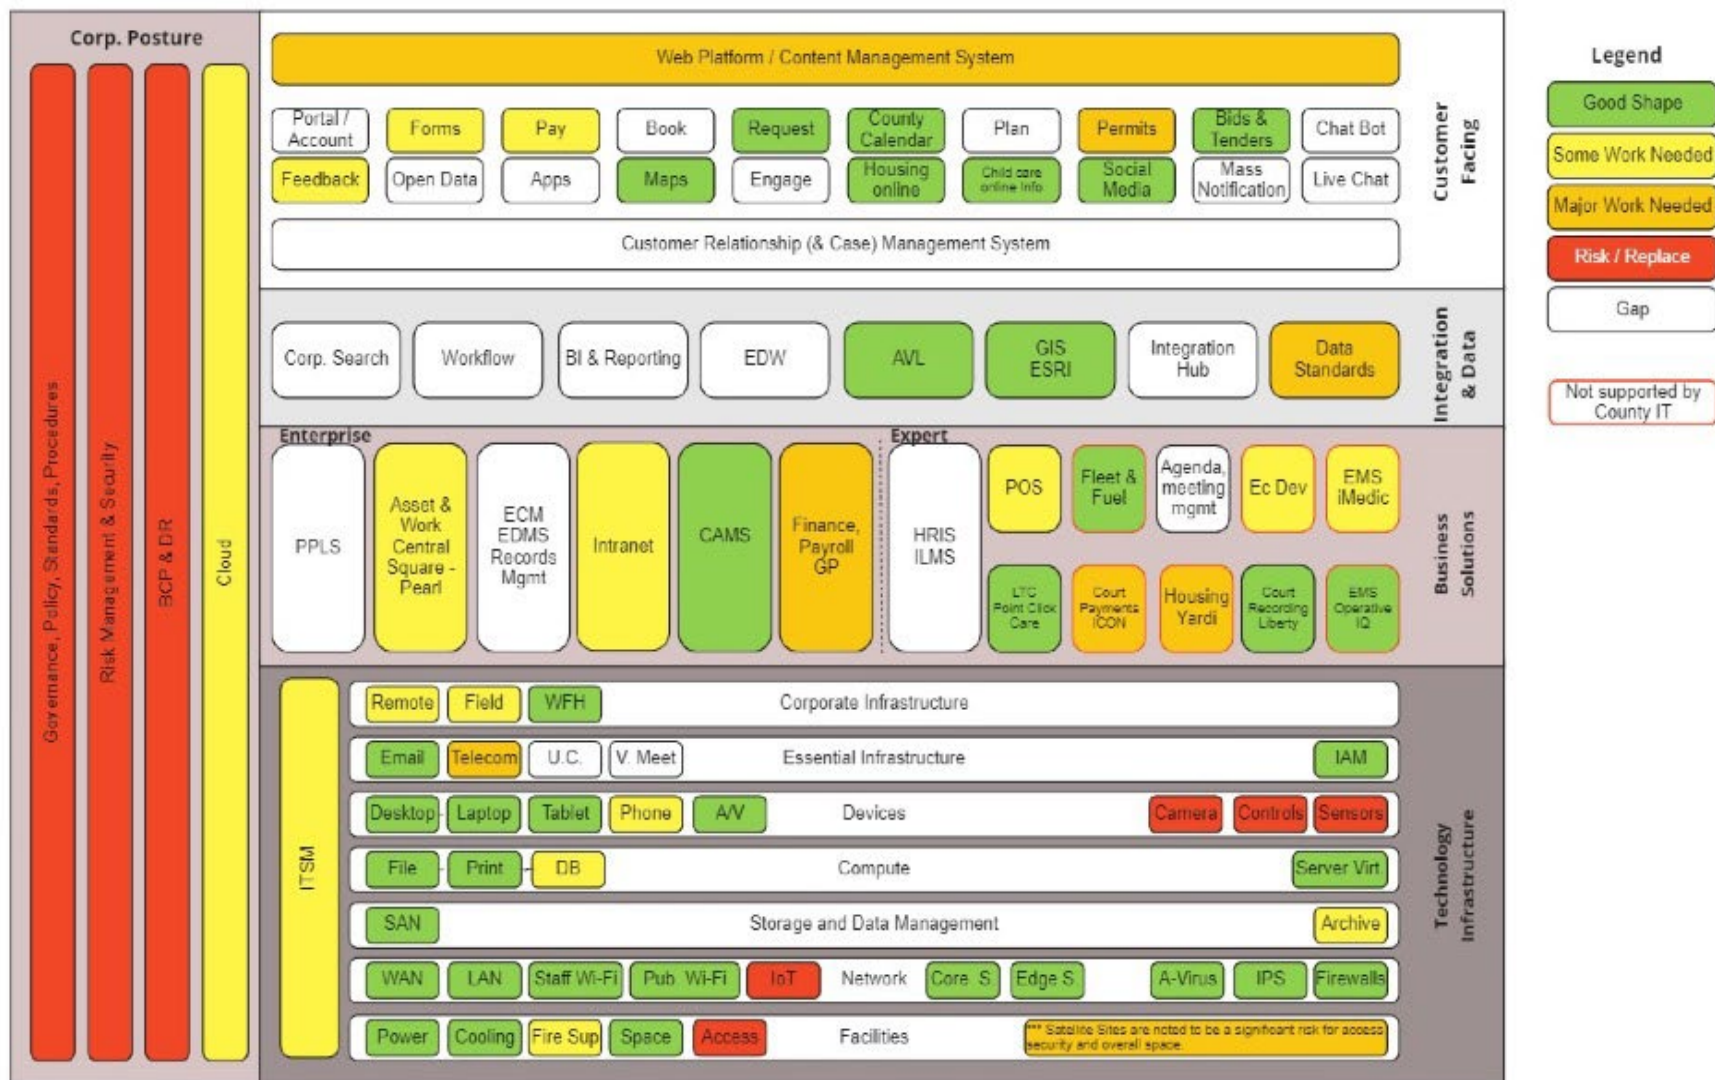 Corp. Posture
Governance, Policy, Standards, Procedures
Risk Management & Security
BCP & DR
Cloud
Web Platform / Content Management System
Portal /
Account
Forms
Pay
Book
Request
County
Calendar
Plan
Permits
Bids &
Tenders
Chat Bot
Feedback
Open Data
Apps
Maps
Engage
Housing
online
Child care
online Info
Social
Media
Mass
Notification
Live Chat
Customer Relationship (& Case) Management System
Customer
Facing
Corp. Search
Workflow
BI & Reporting
EDW
AVL
GIS
ESRI
Integration
Hub
Data
Standards
Integration
& Data
Enterprise
PPLS
Asset &
Work
Central
Square -
Pearl
ECM
EDMS
Records
Mgmt
Intranet
CAMS
Finance,
Payroll
GP
Expert
HRIS
ILMS
POS
Fleet &
Fuel
Agenda,
meeting
mgmt
Ec Dev
EMS
iMedic
LTC
Point Click
Care
Court
Payments
ICON
Housing
Yardi
Court
Recording
Liberty
EMS
Operative
IQ
Business
Solutions
ITSM
Remote
Field
WFH
Corporate Infrastructure
Email
Telecom
U.C.
V. Meet
Essential Infrastructure
IAM
Desktop
Laptop
Tablet
Phone
A/V
Devices
Camera
Controls
Sensors
File
Print
DB
Compute
Server Virt.
SAN
Storage and Data Management
Archive
WAN
LAN
Staff Wi-Fi
Pub. Wi-Fi
IoT
Network
Core S
Edge S
A-Virus
IPS
Firewalls
Power
Cooling
Fire Sup
Space
Access
Facilities
*** Satellite Sites are noted to be a significant risk for access
security and overall space.
Technology
Infrastructure
Legend
Good Shape
Some Work Needed
Major Work Needed
Risk / Replace
Gap
Not supported by
County IT